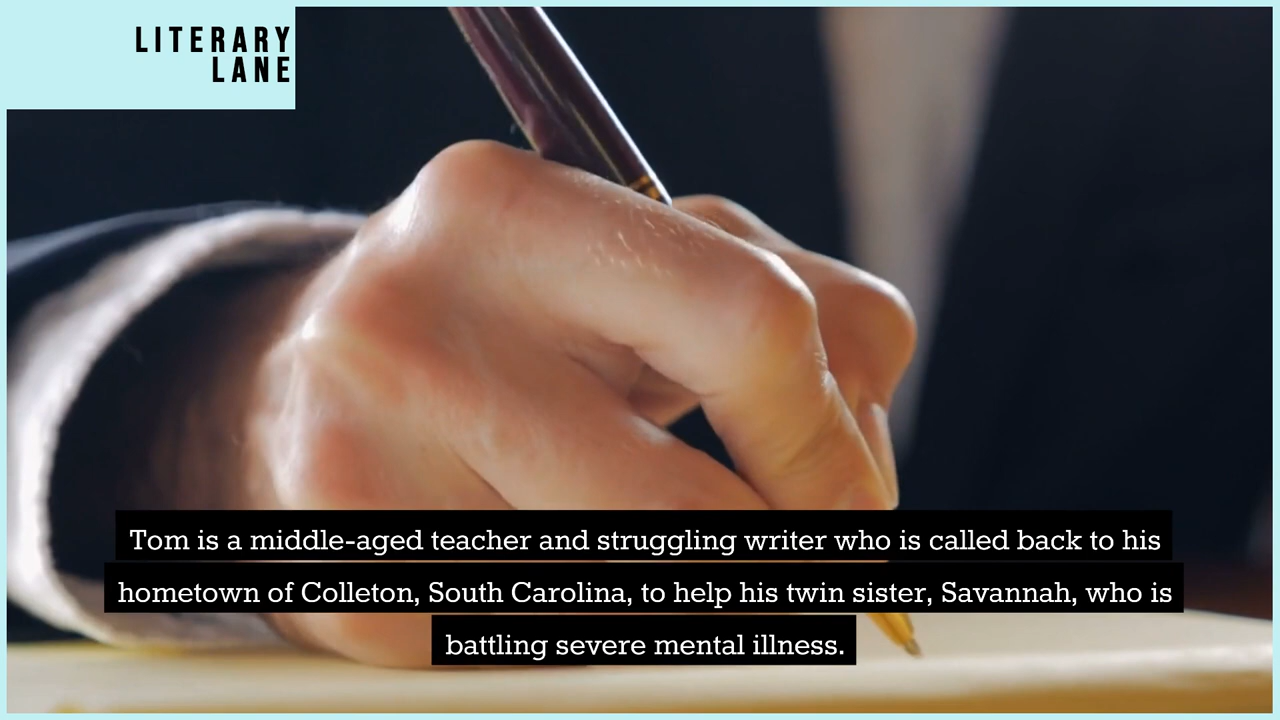 LITERARY
LANE
Tom is a middle-aged teacher and struggling writer who is called back to his
hometown of Colleton, South Carolina, to help his twin sister, Savannah, who is
battling severe mental illness.